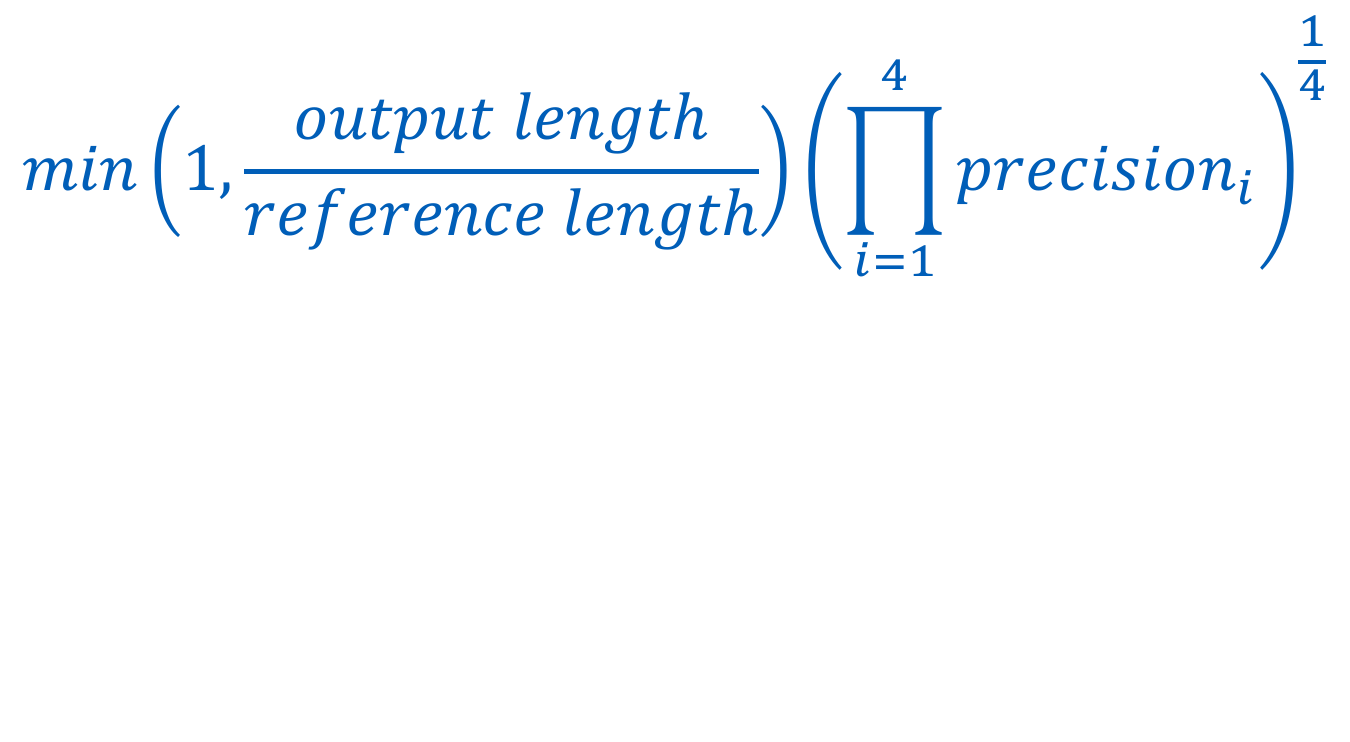 min(1, output length / reference length)(∏_{i=1}^{4} precision_i)^{1/4}